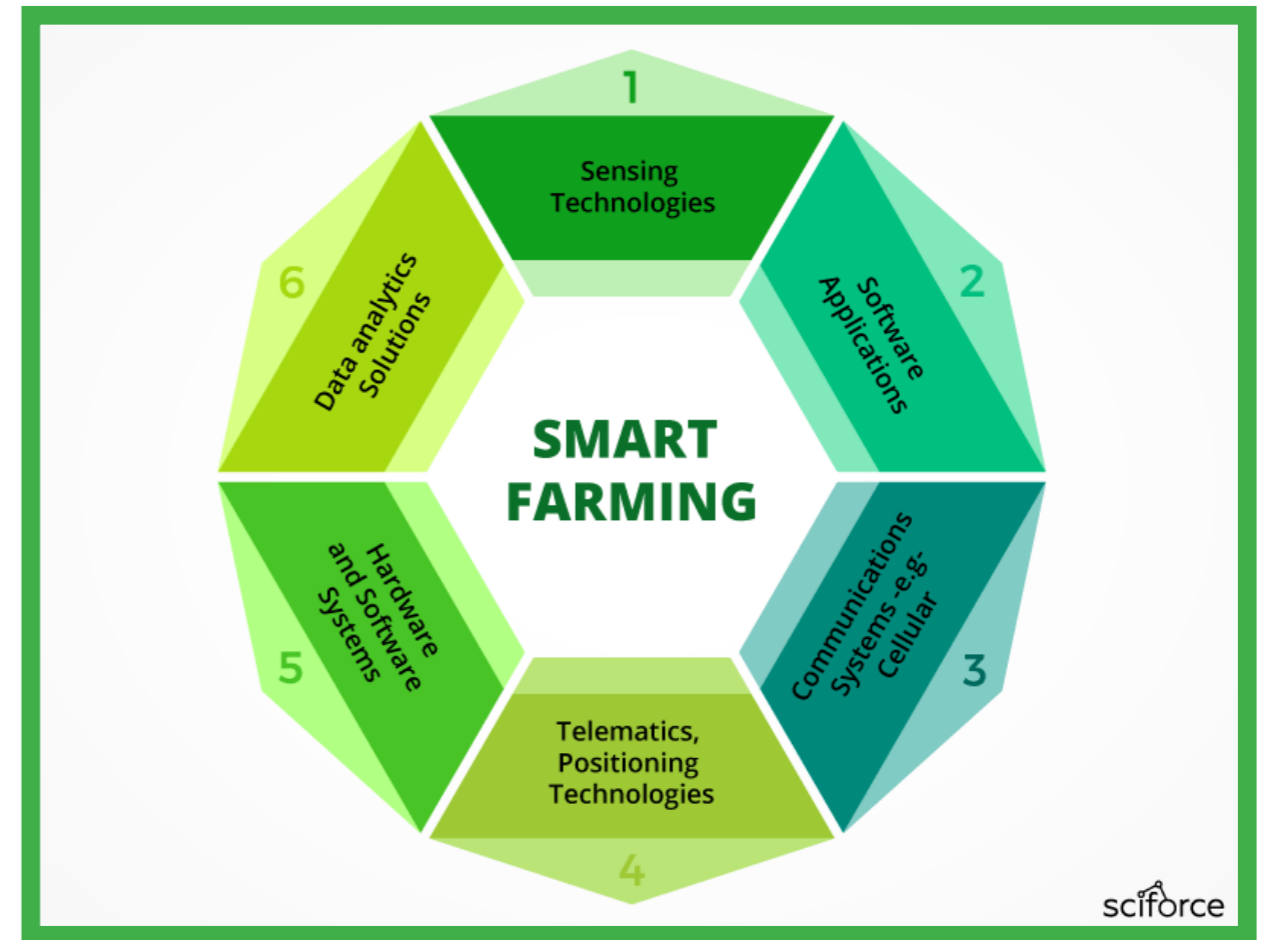 1
Sensing
Technologies
2
Software
Applications
3
Communications
Systems -e.g-
Cellular
4
Telematics,
Positioning
Technologies
5
Hardware
and Software
Systems
6
Data analytics
Solutions
SMART
FARMING
sciforce